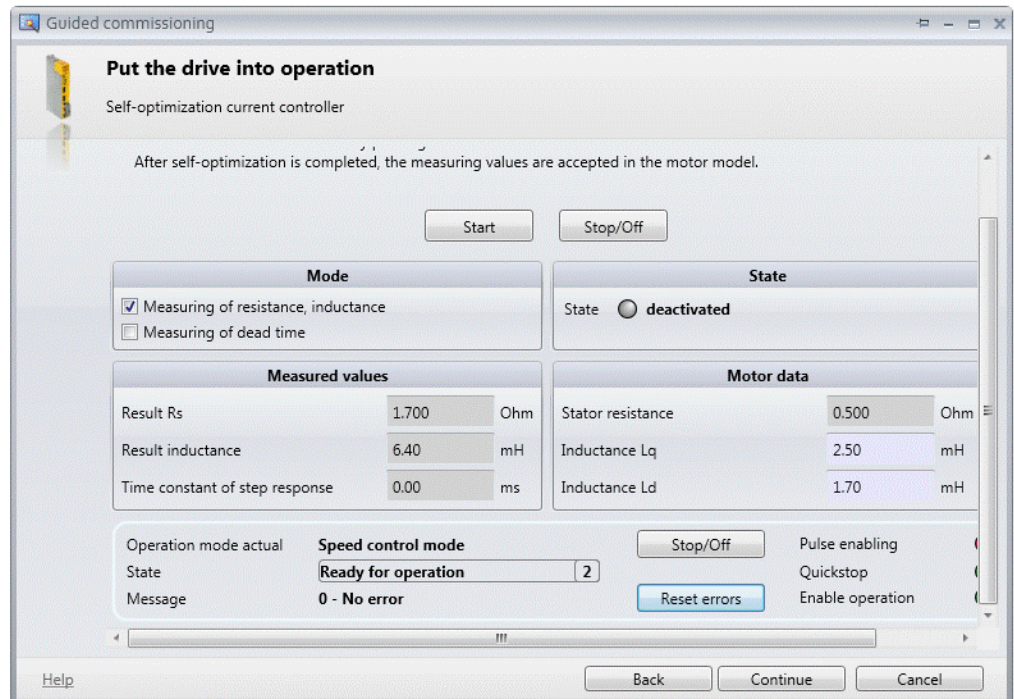 Guided commissioning
Put the drive into operation
Self-optimization current controller
After self-optimization is completed, the measuring values are accepted in the motor model.
Start Stop/Off
Mode
Measuring of resistance, inductance
Measuring of dead time
State
State deactivated
Measured values
Result Rs 1.700 Ohm
Result inductance 6.40 mH
Time constant of step response 0.00 ms
Motor data
Stator resistance 0.500 Ohm
Inductance Lq 2.50 mH
Inductance Ld 1.70 mH
Operation mode actual Speed control mode Stop/Off Pulse enabling
State Ready for operation 2 Quickstop
Message 0 - No error Reset errors Enable operation
Help Back Continue Cancel